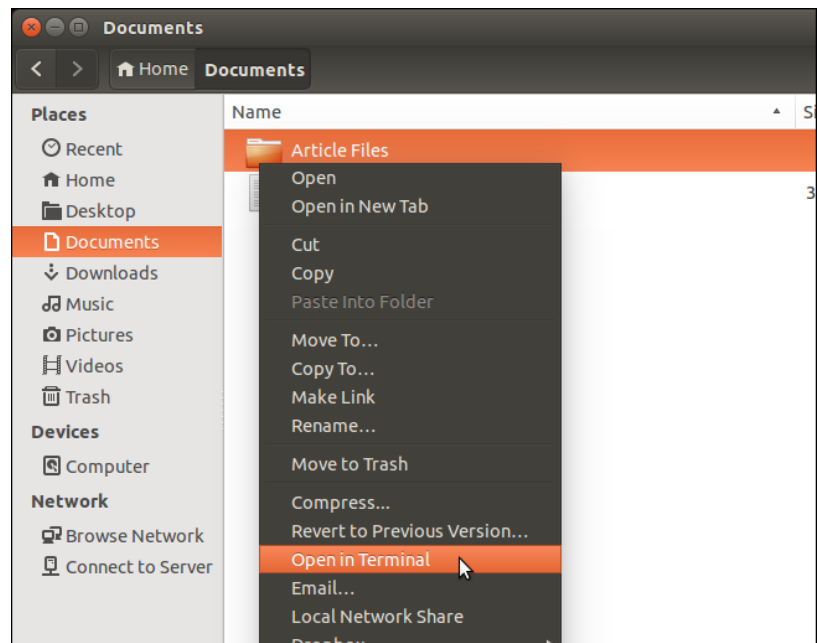 Documents
Home Documents
Places
Recent
Home
Desktop
Documents
Downloads
Music
Pictures
Videos
Trash
Devices
Computer
Network
Browse Network
Connect to Server
Name
Article Files
3
Open
Open in New Tab
Cut
Copy
Paste Into Folder
Move To...
Copy To...
Make Link
Rename...
Move to Trash
Compress...
Revert to Previous Version...
Open in Terminal
Email...
Local Network Share